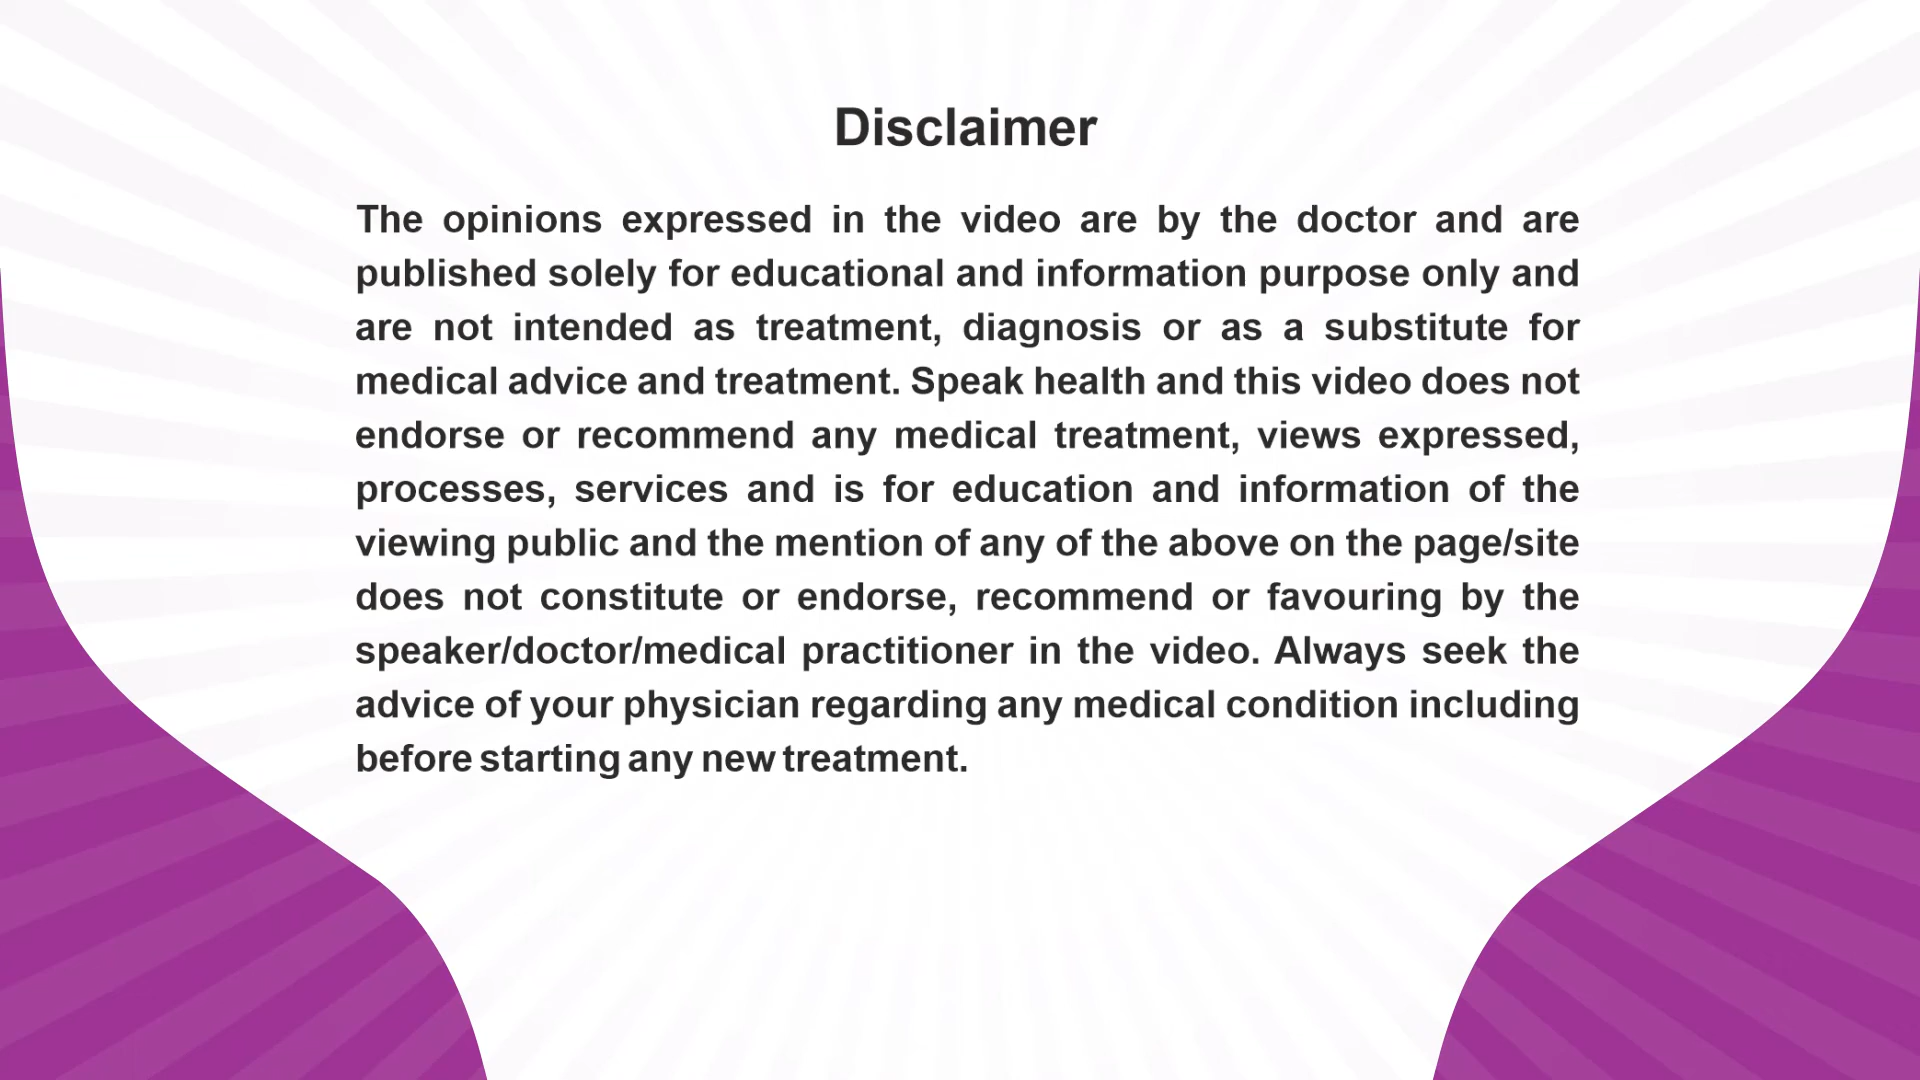 Disclaimer
The opinions expressed in the video are by the doctor and are
published solely for educational and information purpose only and
are not intended as treatment, diagnosis or as a substitute for
medical advice and treatment. Speak health and this video does not
endorse or recommend any medical treatment, views expressed,
processes, services and is for education and information of the
viewing public and the mention of any of the above on the page/site
does not constitute or endorse, recommend or favouring by the
speaker/doctor/medical practitioner in the video. Always seek the
advice of your physician regarding any medical condition including
before starting any new treatment.